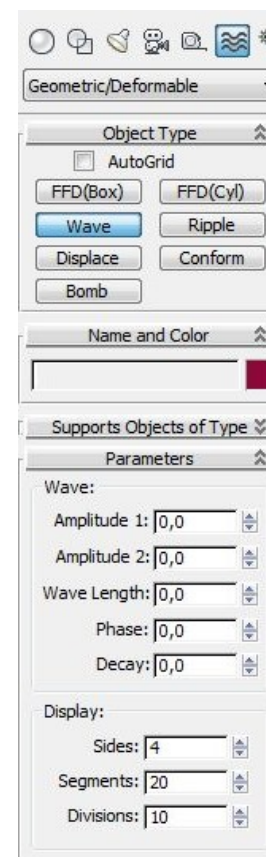 Geometric/Deformable
Object Type
AutoGrid
FFD(Box) FFD(Cyl)
Wave Ripple
Displace Conform
Bomb
Name and Color
Supports Objects of Type
Parameters
Wave:
Amplitude 1: 0,0
Amplitude 2: 0,0
Wave Length: 0,0
Phase: 0,0
Decay: 0,0
Display:
Sides: 4
Segments: 20
Divisions: 10